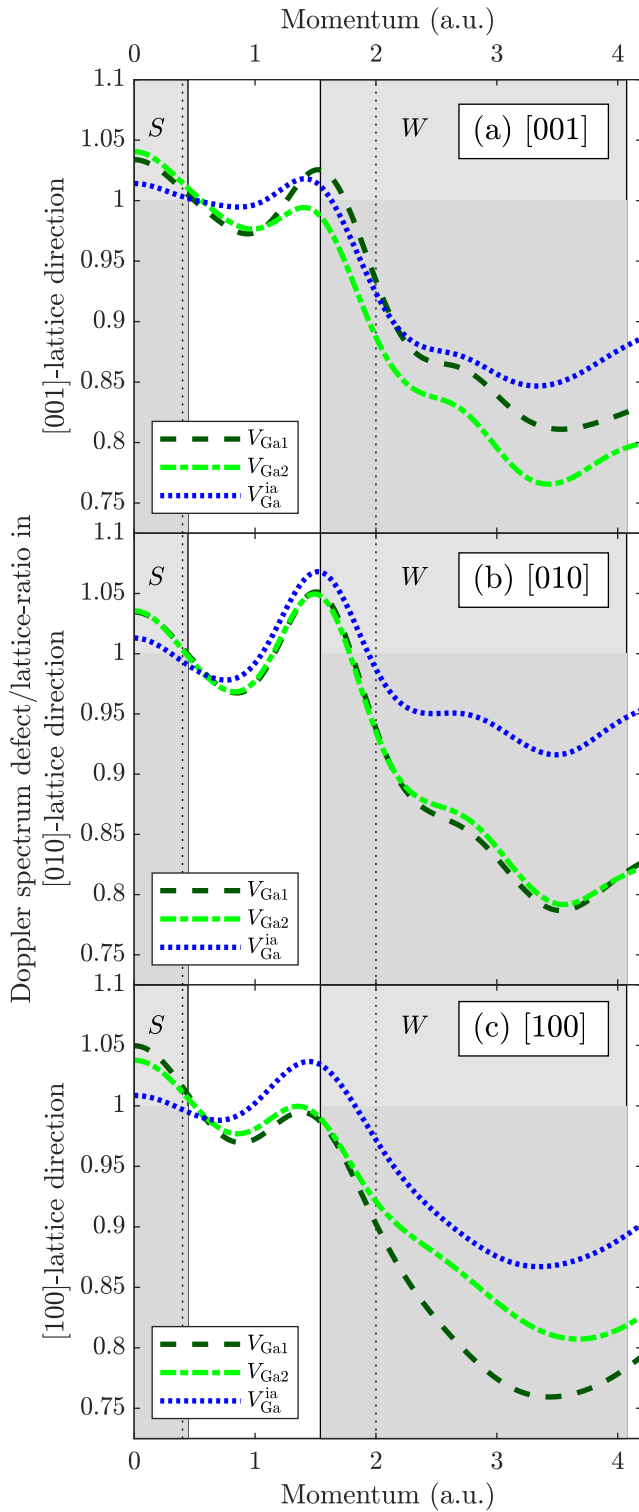 Momentum (a.u.)
0 1 2 3 4
Doppler spectrum defect/lattice-ratio in
[001]-lattice direction
1.1
1.05
1
0.95
0.9
0.85
0.8
0.75
S
W
(a) [001]
V_Ga1
V_Ga2
V_Ga^ia
[010]-lattice direction
1.1
1.05
1
0.95
0.9
0.85
0.8
0.75
S
W
(b) [010]
V_Ga1
V_Ga2
V_Ga^ia
[100]-lattice direction
1.1
1.05
1
0.95
0.9
0.85
0.8
0.75
S
W
(c) [100]
V_Ga1
V_Ga2
V_Ga^ia
0 1 2 3 4
Momentum (a.u.)